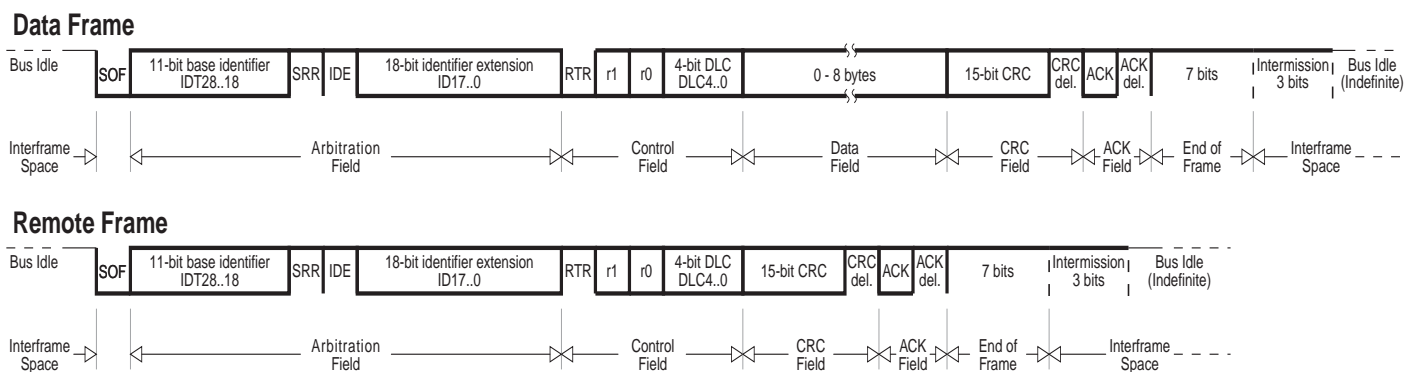 Data Frame
Bus Idle
SOF
11-bit base identifier
IDT28..18
SRR
IDE
18-bit identifier extension
ID17..0
RTR
r1
r0
4-bit DLC
DLC4..0
0 - 8 bytes
15-bit CRC
CRC
del.
ACK
ACK
del.
7 bits
Intermission
3 bits
Bus Idle
(Indefinite)
Interframe
Space
Arbitration
Field
Control
Field
Data
Field
CRC
Field
ACK
Field
End of
Frame
Interframe
Space
Remote Frame
Bus Idle
SOF
11-bit base identifier
IDT28..18
SRR
IDE
18-bit identifier extension
ID17..0
RTR
r1
r0
4-bit DLC
DLC4..0
15-bit CRC
CRC
del.
ACK
ACK
del.
7 bits
Intermission
3 bits
Bus Idle
(Indefinite)
Interframe
Space
Arbitration
Field
Control
Field
CRC
Field
ACK
Field
End of
Frame
Interframe
Space